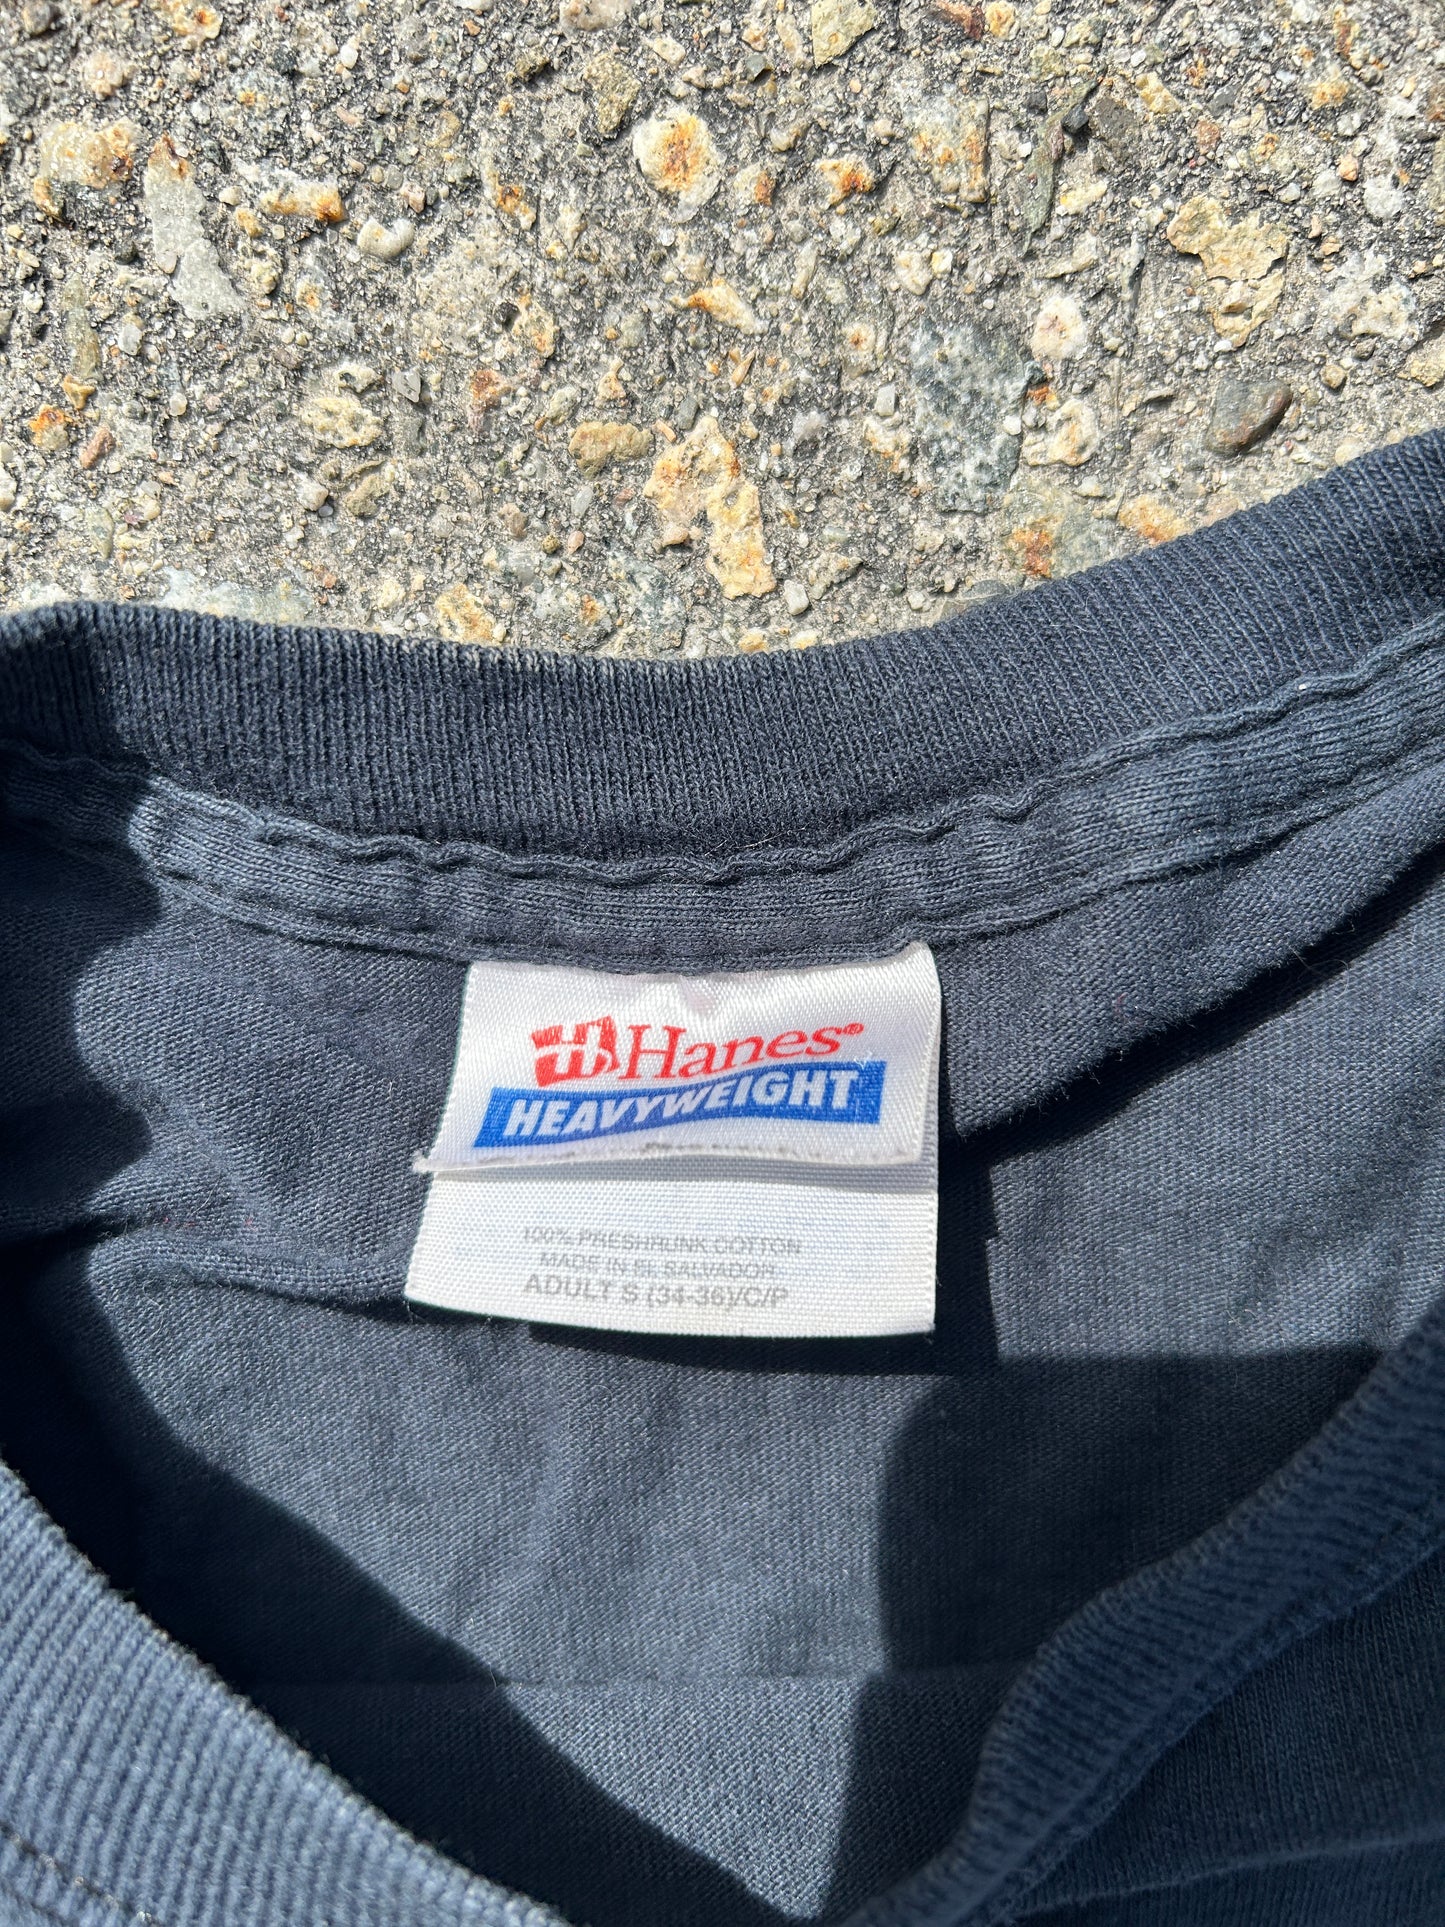 Hanes®
HEAVYWEIGHT
100% PRESHRUNK COTTON
MADE IN EL SALVADOR
ADULT S (34-36)/C/P